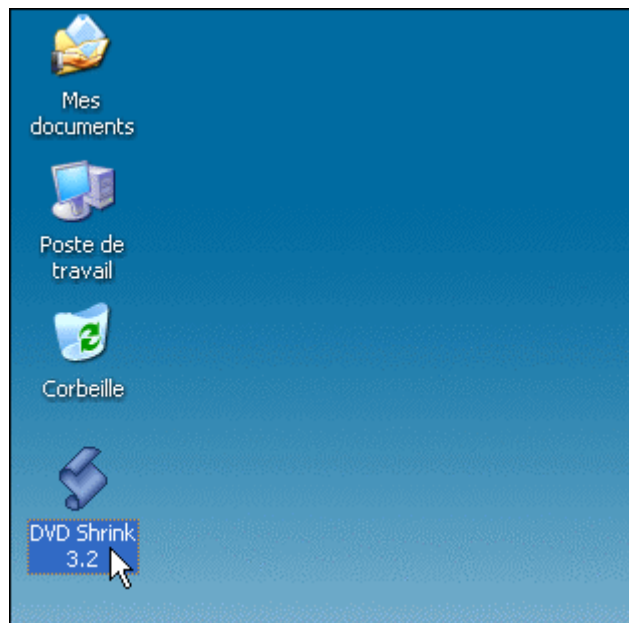 Mes
documents
Poste de
travail
Corbeille
DVD Shrink
3.2